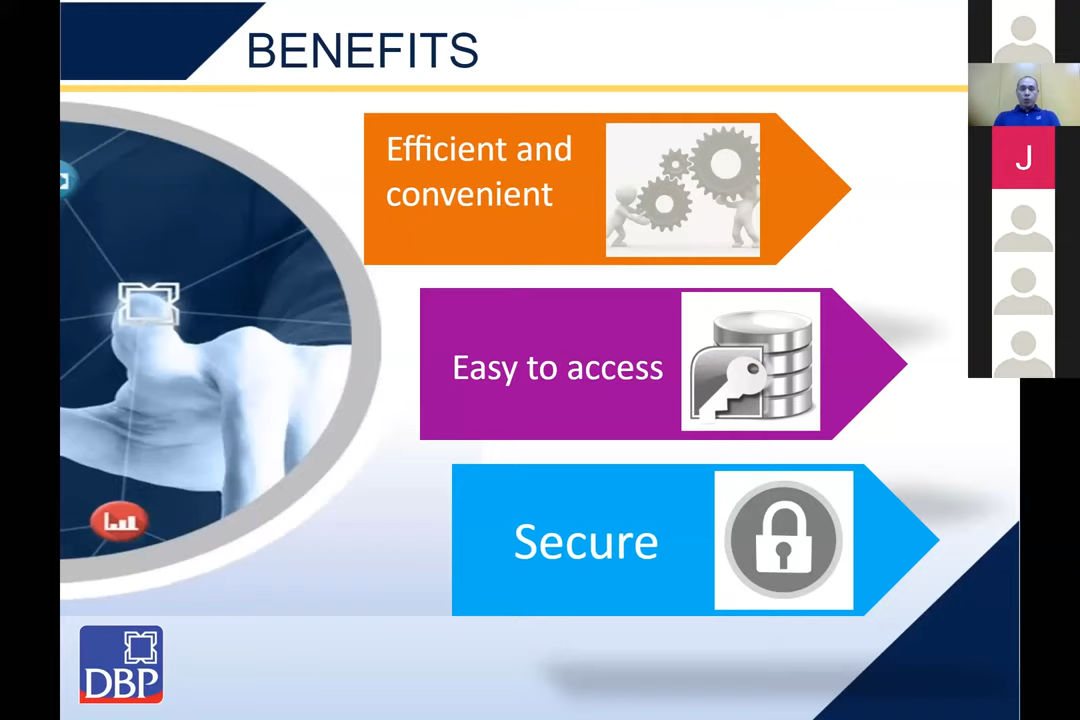 BENEFITS
Efficient and
convenient
J
Easy to access
Secure
DBP